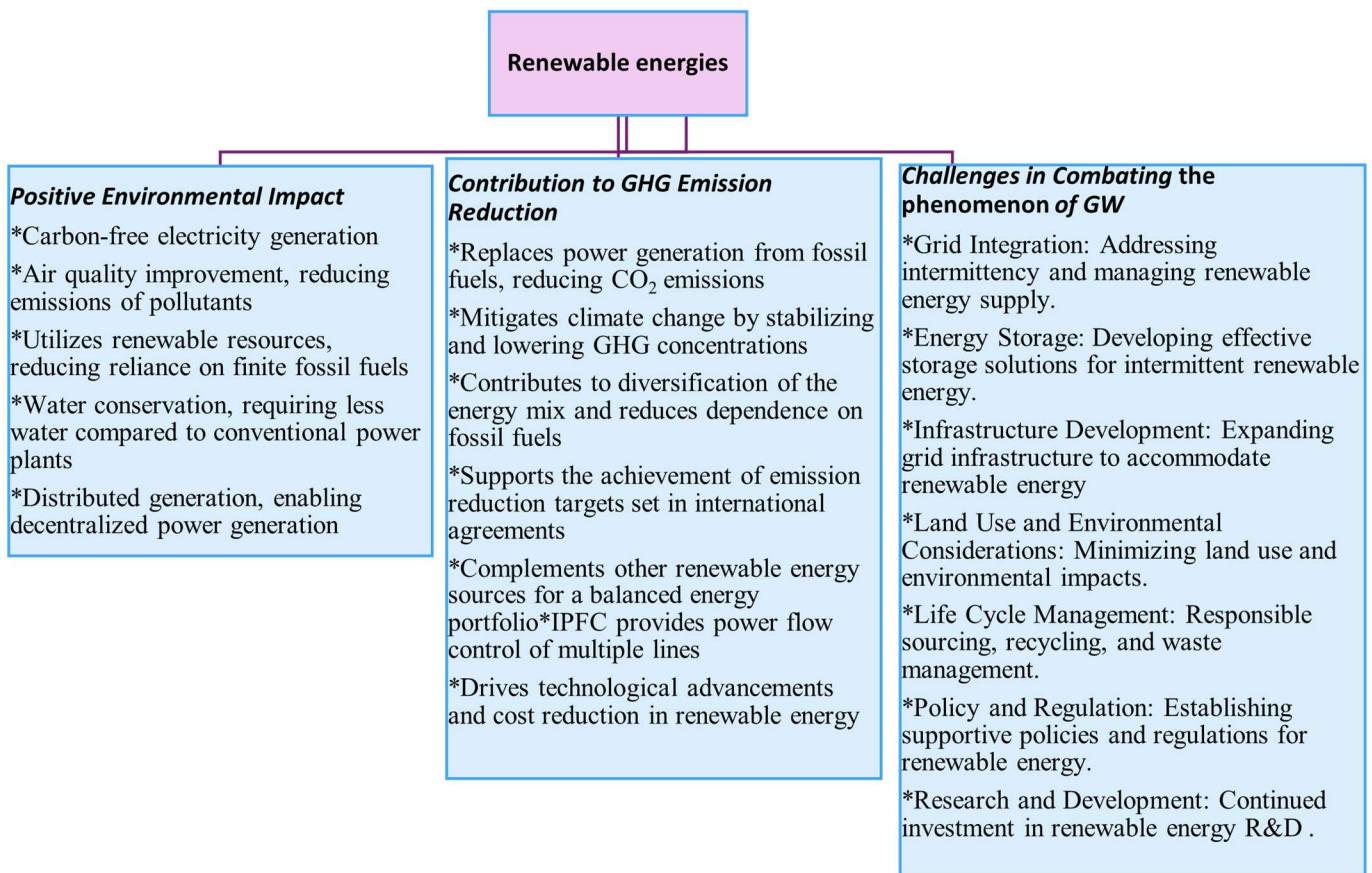 Renewable energies
Positive Environmental Impact
*Carbon-free electricity generation
*Air quality improvement, reducing
emissions of pollutants
*Utilizes renewable resources,
reducing reliance on finite fossil fuels
*Water conservation, requiring less
water compared to conventional power
plants
*Distributed generation, enabling
decentralized power generation
Contribution to GHG Emission
Reduction
*Replaces power generation from fossil
fuels, reducing CO₂ emissions
*Mitigates climate change by stabilizing
and lowering GHG concentrations
*Contributes to diversification of the
energy mix and reduces dependence on
fossil fuels
*Supports the achievement of emission
reduction targets set in international
agreements
*Complements other renewable energy
sources for a balanced energy
portfolio*IPFC provides power flow
control of multiple lines
*Drives technological advancements
and cost reduction in renewable energy
Challenges in Combating the
phenomenon of GW
*Grid Integration: Addressing
intermittency and managing renewable
energy supply.
*Energy Storage: Developing effective
storage solutions for intermittent renewable
energy.
*Infrastructure Development: Expanding
grid infrastructure to accommodate
renewable energy
*Land Use and Environmental
Considerations: Minimizing land use and
environmental impacts.
*Life Cycle Management: Responsible
sourcing, recycling, and waste
management.
*Policy and Regulation: Establishing
supportive policies and regulations for
renewable energy.
*Research and Development: Continued
investment in renewable energy R&D .